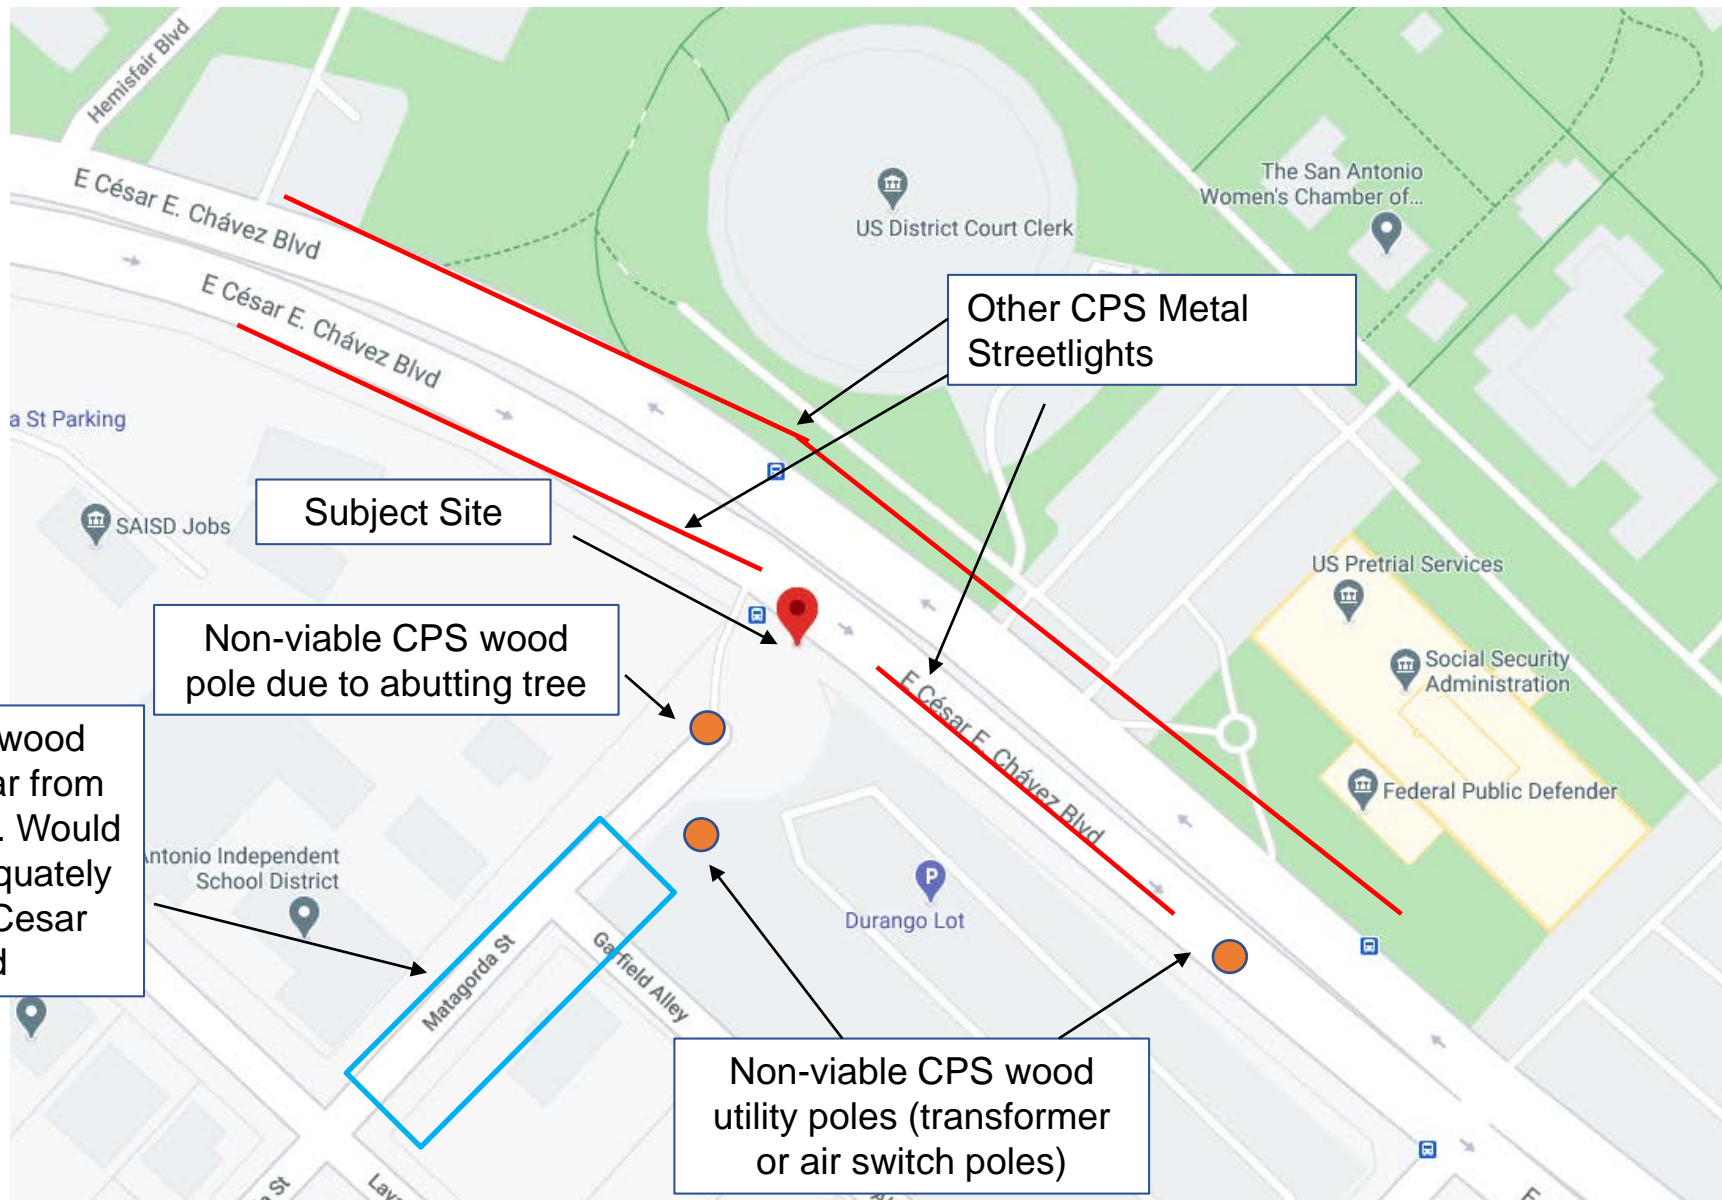 Hemisfair Blvd
E César E. Chávez Blvd
E César E. Chávez Blvd
US District Court Clerk
The San Antonio
Women's Chamber of...
Other CPS Metal
Streetlights
a St Parking
SAISD Jobs
Subject Site
US Pretrial Services
Non-viable CPS wood
pole due to abutting tree
Social Security
Administration
E César E. Chávez Blvd
Federal Public Defender
wood
ar from
. Would
quately
Cesar
d
Antonio Independent
School District
P
Durango Lot
Matagorda St
Garfield Alley
Non-viable CPS wood
utility poles (transformer
or air switch poles)
a St
Lava
E